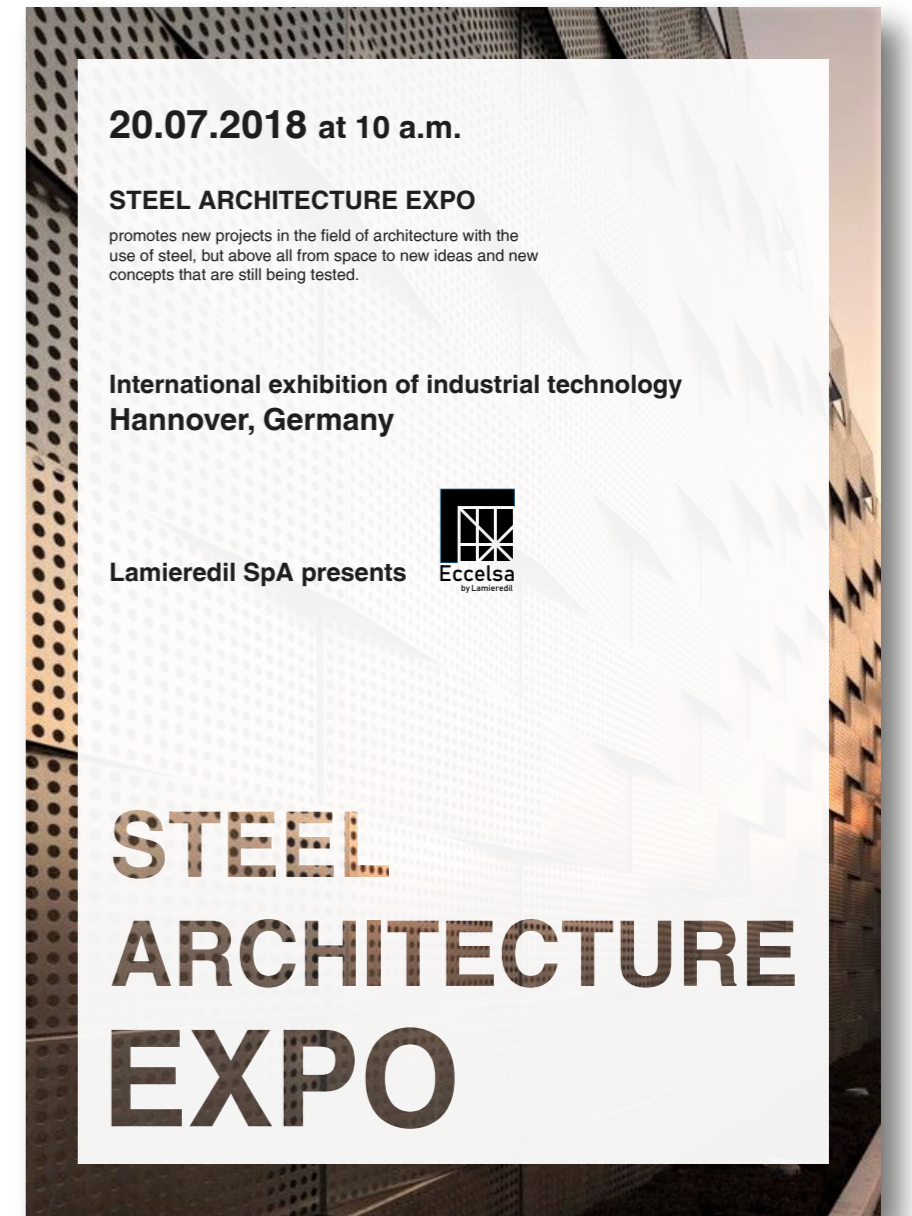 20.07.2018 at 10 a.m.
STEEL ARCHITECTURE EXPO
promotes new projects in the field of architecture with the
use of steel, but above all from space to new ideas and new
concepts that are still being tested.
International exhibition of industrial technology
Hannover, Germany
Lamieredil SpA presents
Eccelsa
by Lamieredil
STEEL
ARCHITECTURE
EXPO